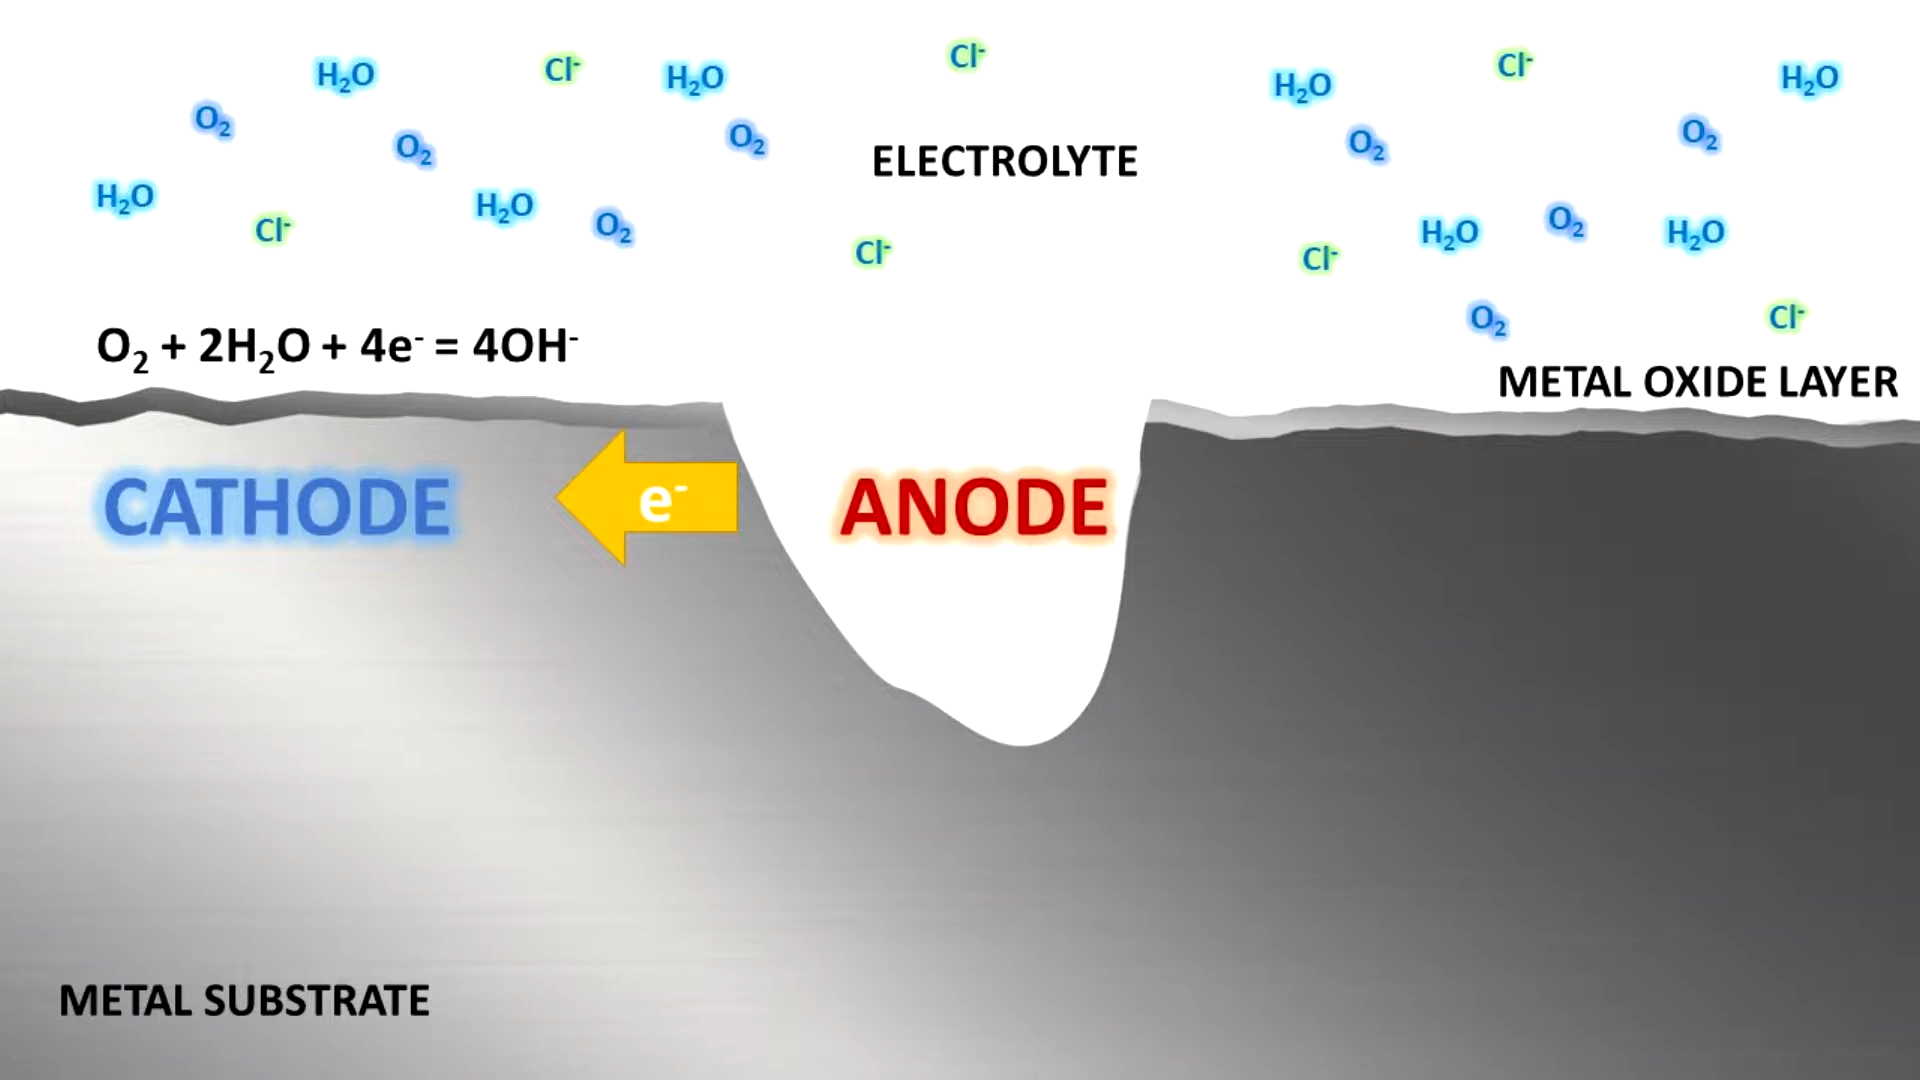 Cl⁻
H₂O
Cl⁻
H₂O
Cl⁻
H₂O
H₂O
O₂
O₂
O₂
O₂
O₂
ELECTROLYTE
H₂O
Cl⁻
H₂O
O₂
Cl⁻
Cl⁻
H₂O
O₂
H₂O
O₂
Cl⁻
O₂ + 2H₂O + 4e⁻ = 4OH⁻
METAL OXIDE LAYER
CATHODE
e⁻
ANODE
METAL SUBSTRATE